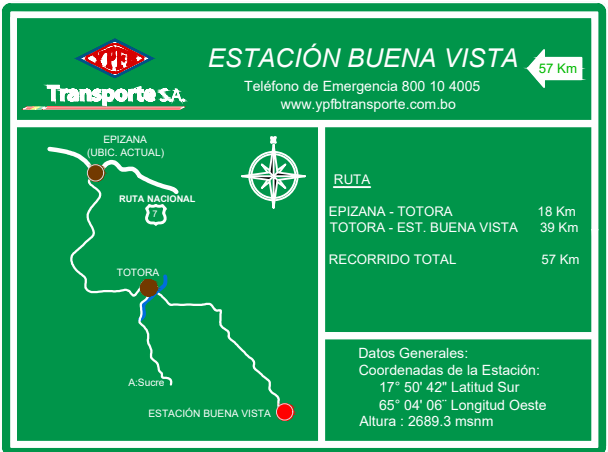 YPFB
Transporte S.A.
ESTACIÓN BUENA VISTA
57 Km
Teléfono de Emergencia 800 10 4005
www.ypfbtransporte.com.bo
EPIZANA
(UBIC. ACTUAL)
RUTA NACIONAL
7
TOTORA
A:Sucre
ESTACIÓN BUENA VISTA
RUTA
EPIZANA - TOTORA 18 Km
TOTORA - EST. BUENA VISTA 39 Km
RECORRIDO TOTAL 57 Km
Datos Generales:
Coordenadas de la Estación:
17° 50' 42" Latitud Sur
65° 04' 06¨ Longitud Oeste
Altura : 2689.3 msnm